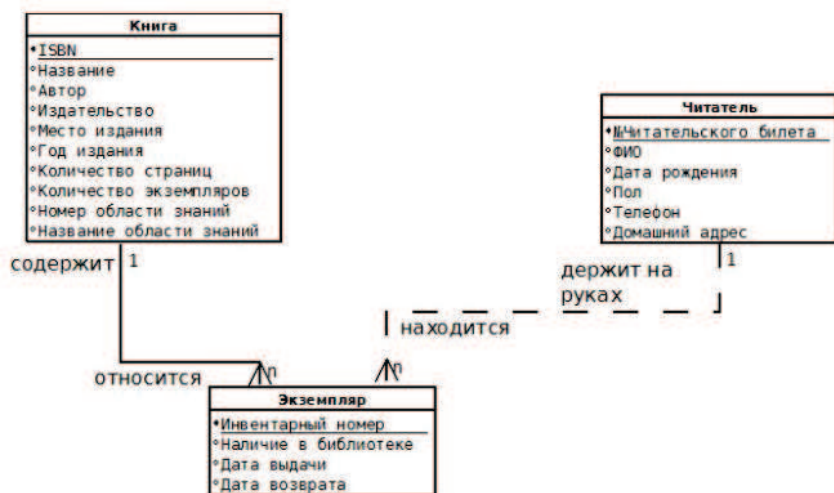 Книга
ISBN
Название
Автор
Издательство
Место издания
Год издания
Количество страниц
Количество экземпляров
Номер области знаний
Название области знаний
содержит 1
относится n
Читатель
№Читательского билета
ФИО
Дата рождения
Пол
Телефон
Домашний адрес
держит на 1
руках
находится
n
Экземпляр
Инвентарный номер
Наличие в библиотеке
Дата выдачи
Дата возврата